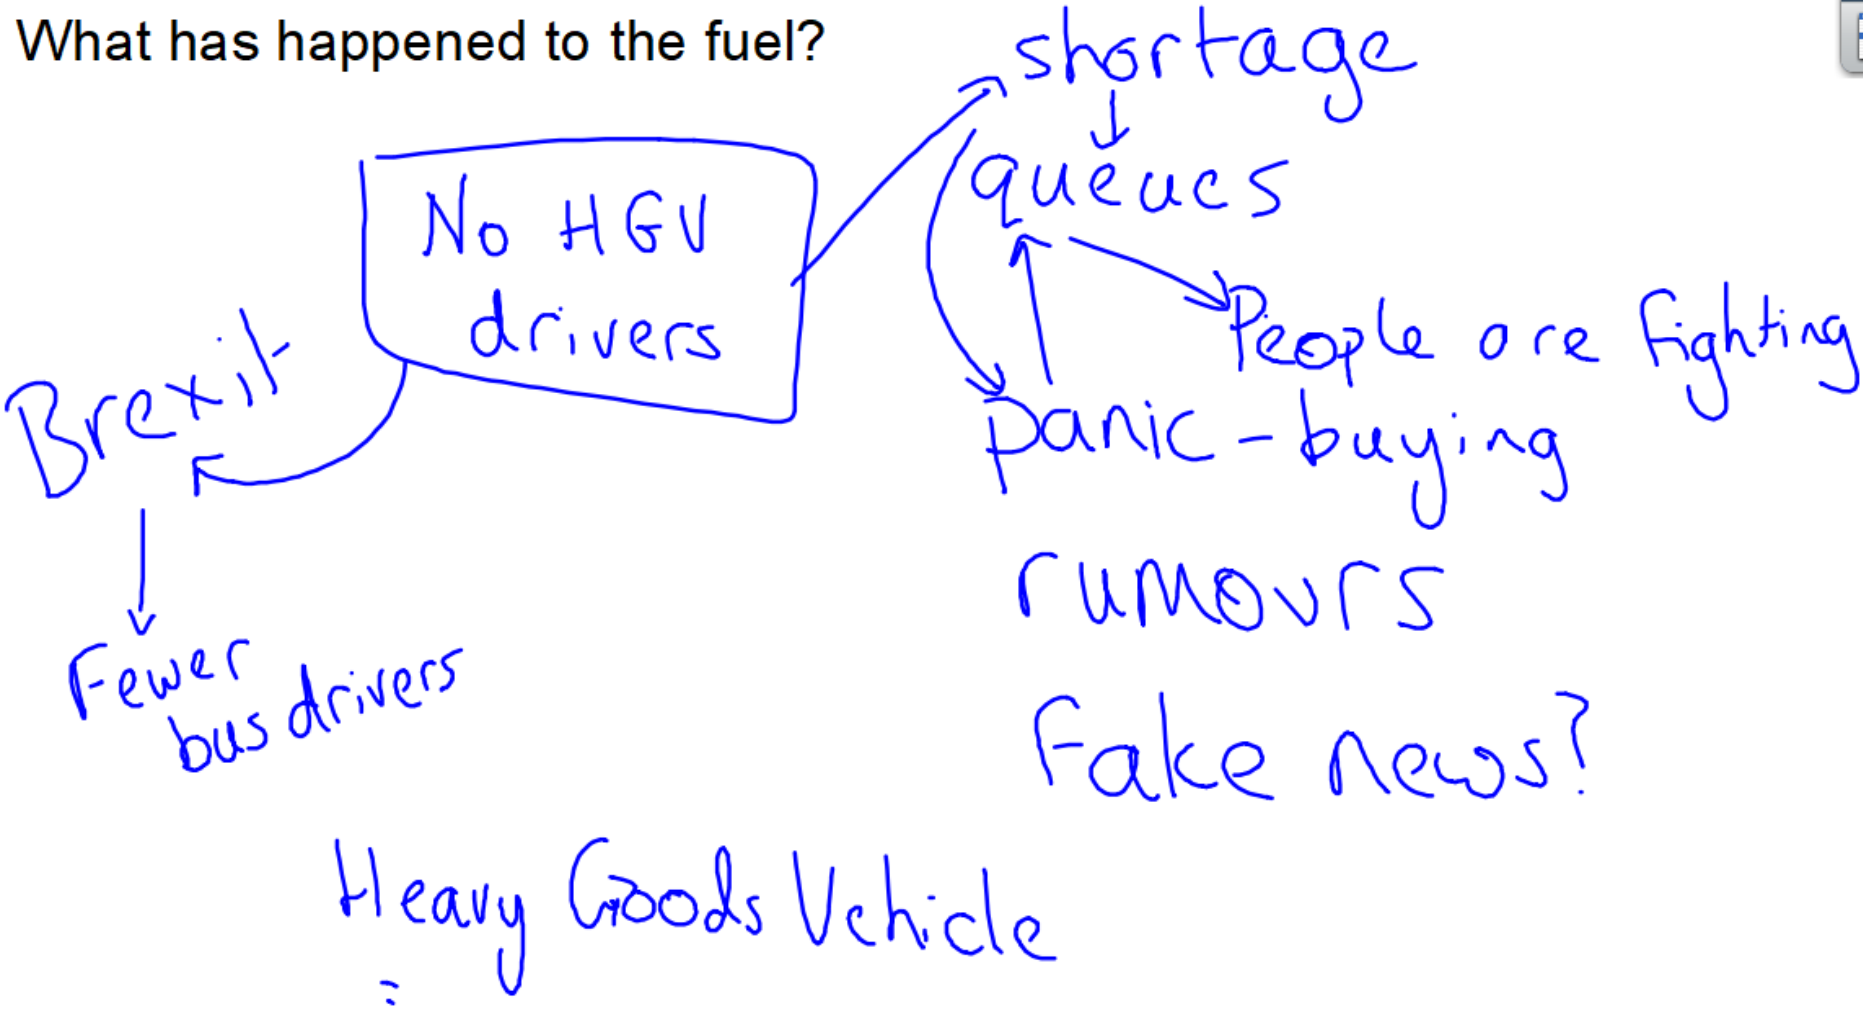 What has happened to the fuel?
shortage
queues
No HGV
drivers
People are fighting
Brexit
panic-buying
rumours
Fewer
bus drivers
Fake news?
Heavy Goods Vehicle